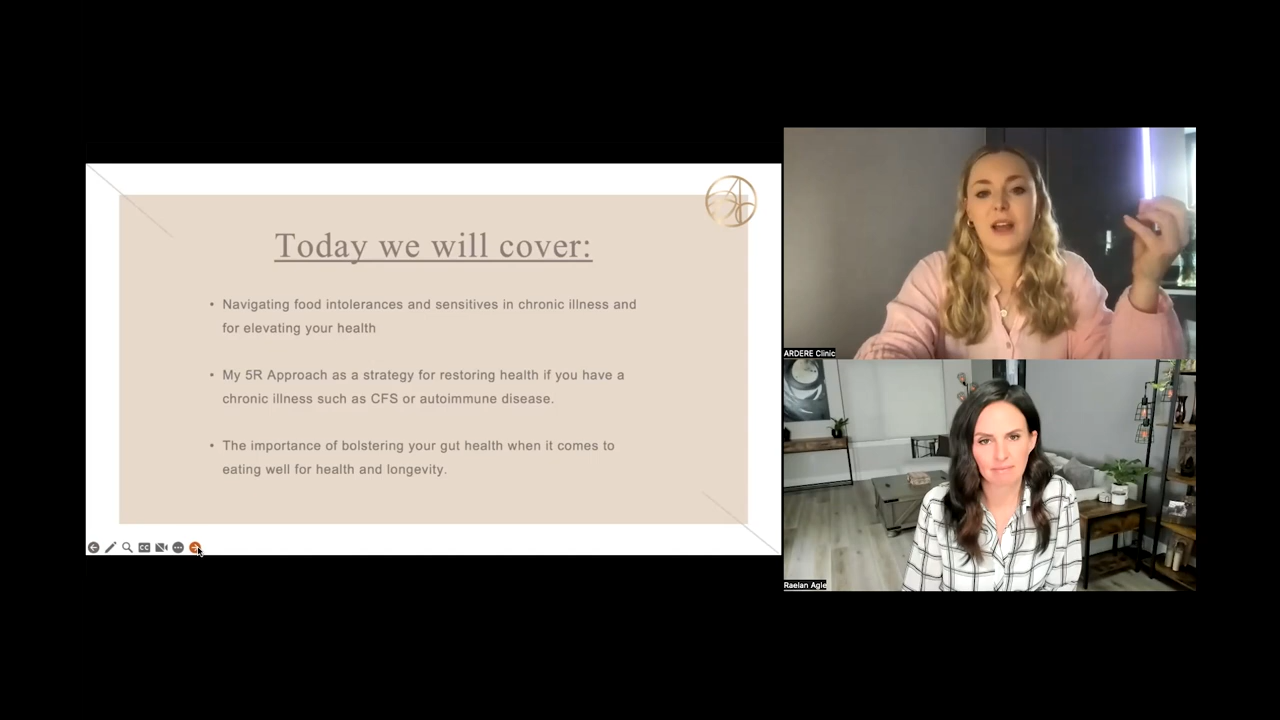 Today we will cover:
• Navigating food intolerances and sensitives in chronic illness and
for elevating your health
• My 5R Approach as a strategy for restoring health if you have a
chronic illness such as CFS or autoimmune disease.
• The importance of bolstering your gut health when it comes to
eating well for health and longevity.
CC
ARDERE Clinic
Raelan Agle